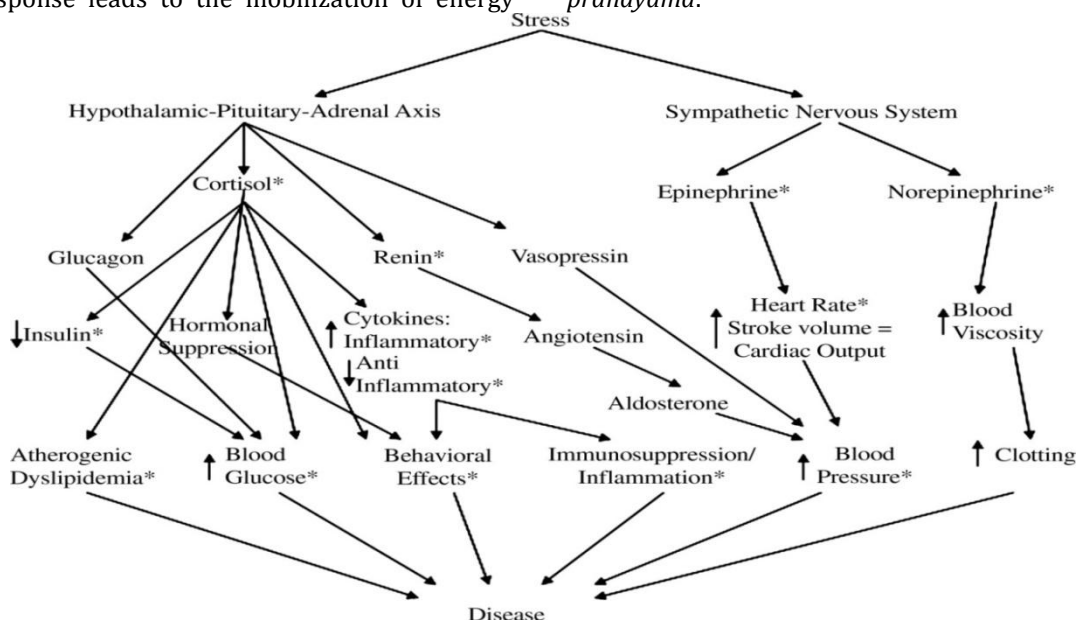 sponse leads to the mobilization of energy
pranayama.
Stress
Hypothalamic-Pituitary-Adrenal Axis
Sympathetic Nervous System
Cortisol*
Epinephrine*
Norepinephrine*
Glucagon
Renin*
Vasopressin
↓Insulin*
Hormonal
Suppression
↑ Cytokines:
Inflammatory*
↓ Anti
Inflammatory*
Angiotensin
Aldosterone
↑ Heart Rate*
Stroke volume =
Cardiac Output
↑ Blood
Viscosity
Atherogenic
Dyslipidemia*
↑ Blood
Glucose*
Behavioral
Effects*
Immunosuppression/
Inflammation*
↑ Blood
Pressure*
↑ Clotting
Disease